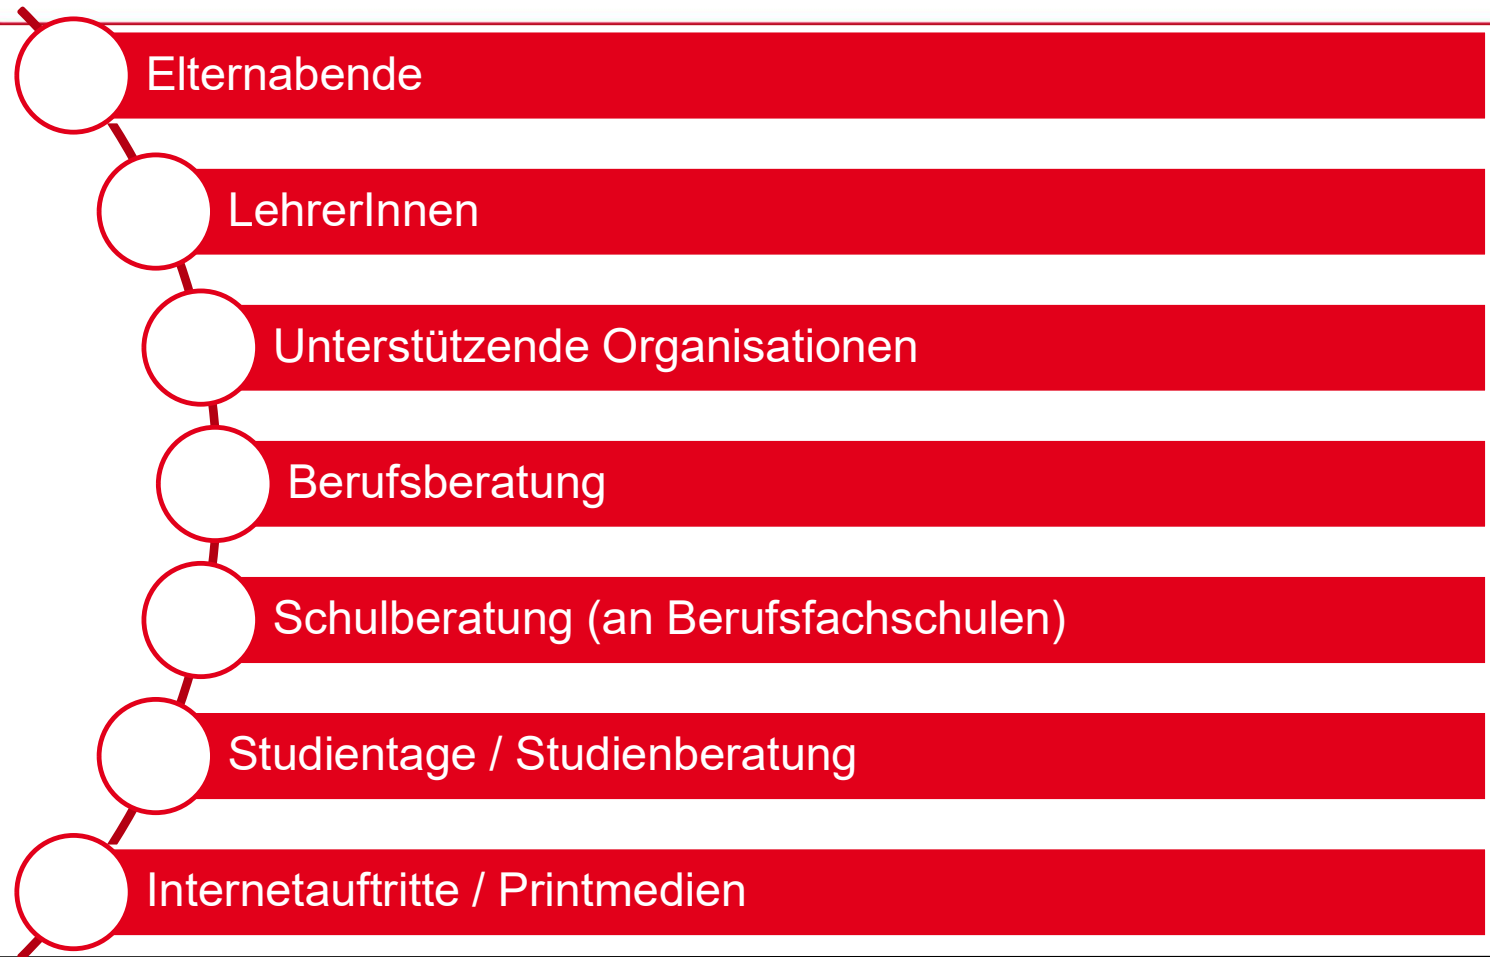 Elternabende
LehrerInnen
Unterstützende Organisationen
Berufsberatung
Schulberatung (an Berufsfachschulen)
Studientage / Studienberatung
Internetauftritte / Printmedien